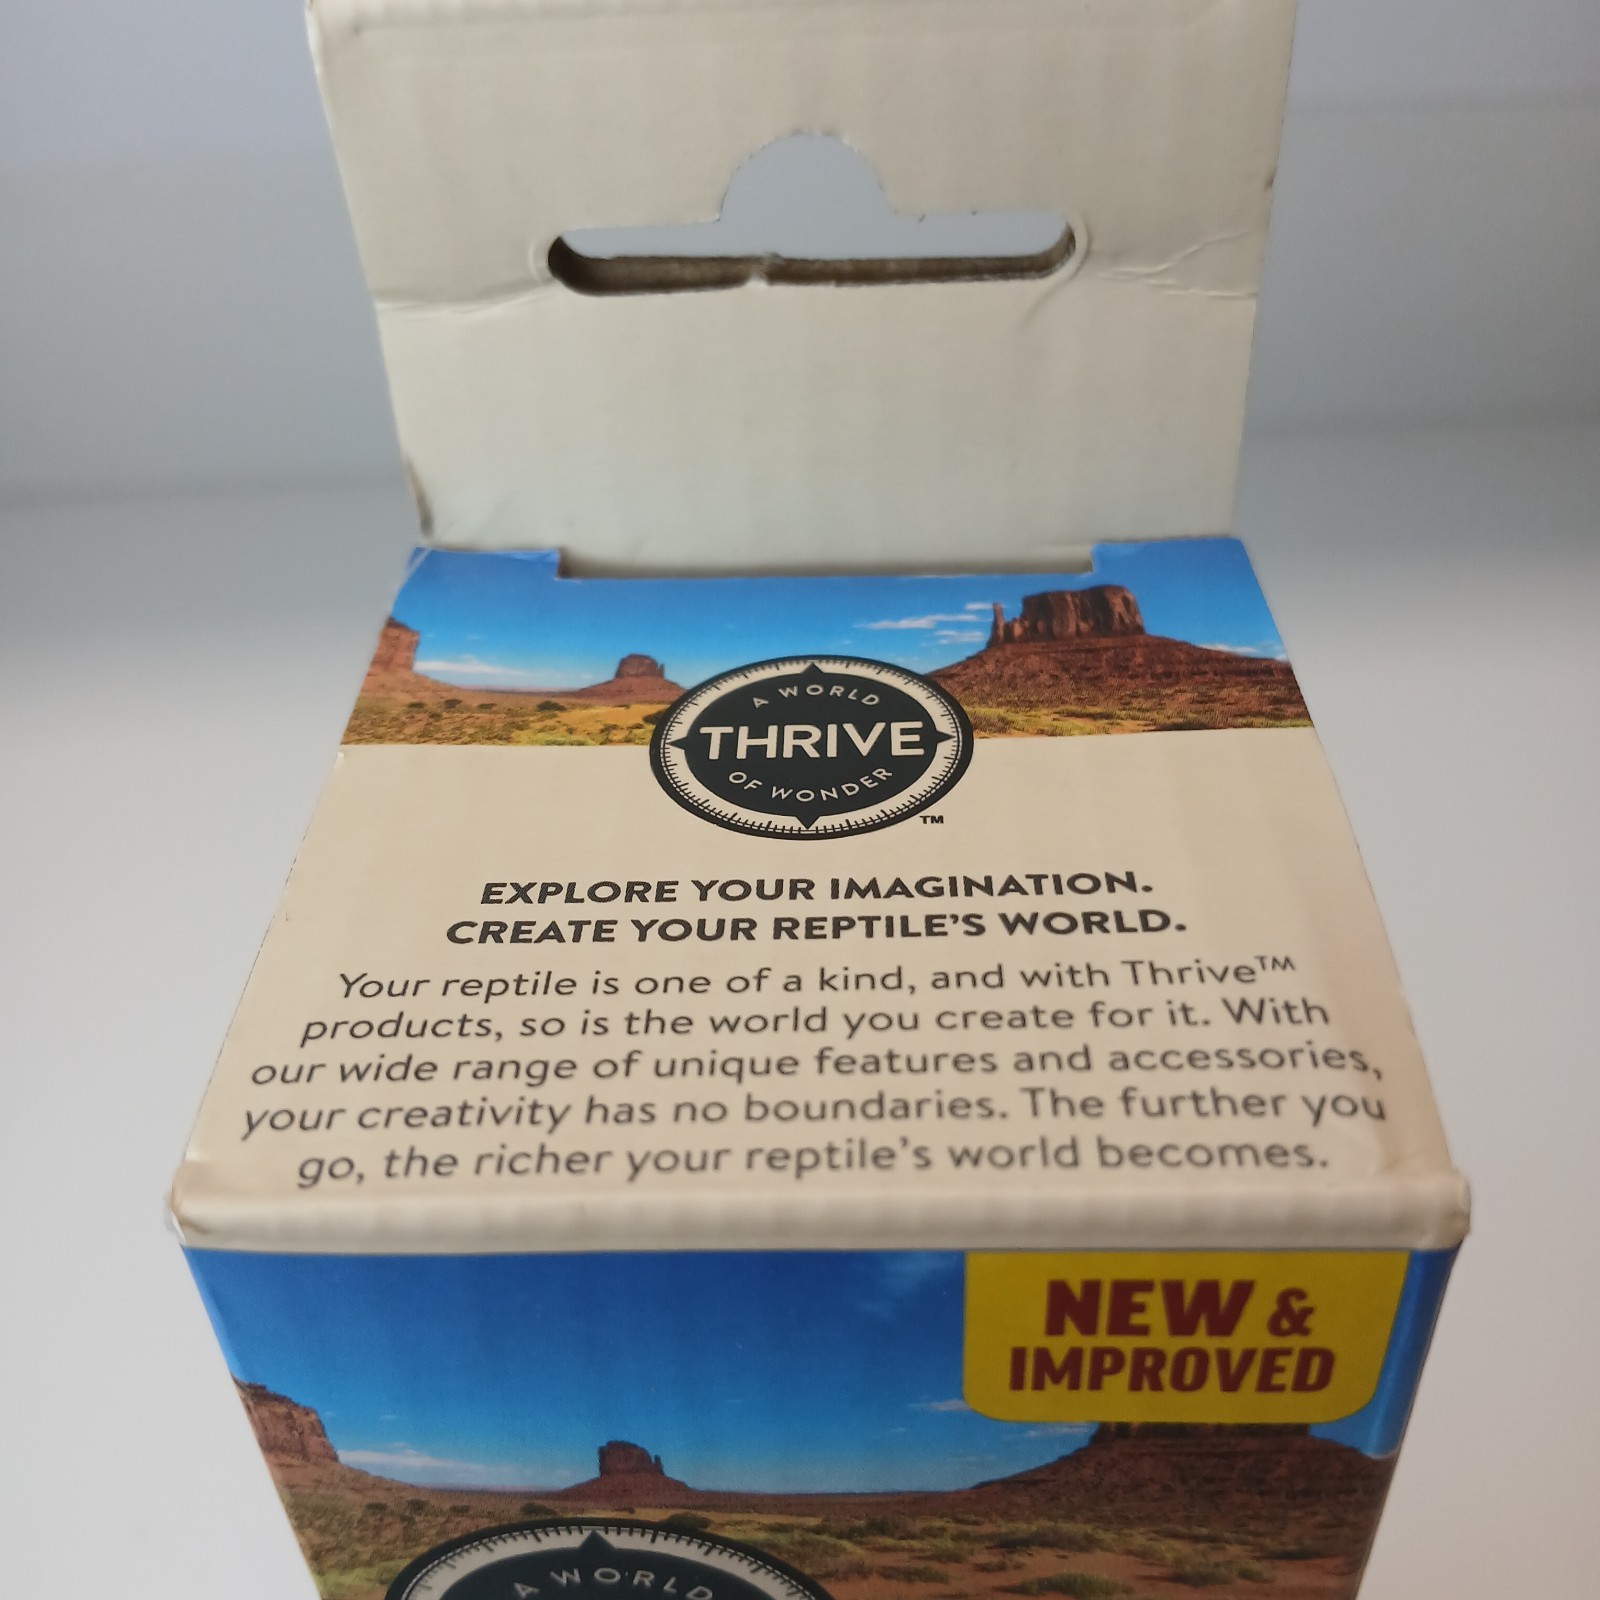 A WORLD
THRIVE
OF WONDER
TM
EXPLORE YOUR IMAGINATION.
CREATE YOUR REPTILE'S WORLD.
Your reptile is one of a kind, and with Thrive™
products, so is the world you create for it. With
our wide range of unique features and accessories,
your creativity has no boundaries. The further you
go, the richer your reptile's world becomes.
NEW &
IMPROVED
A WORLD